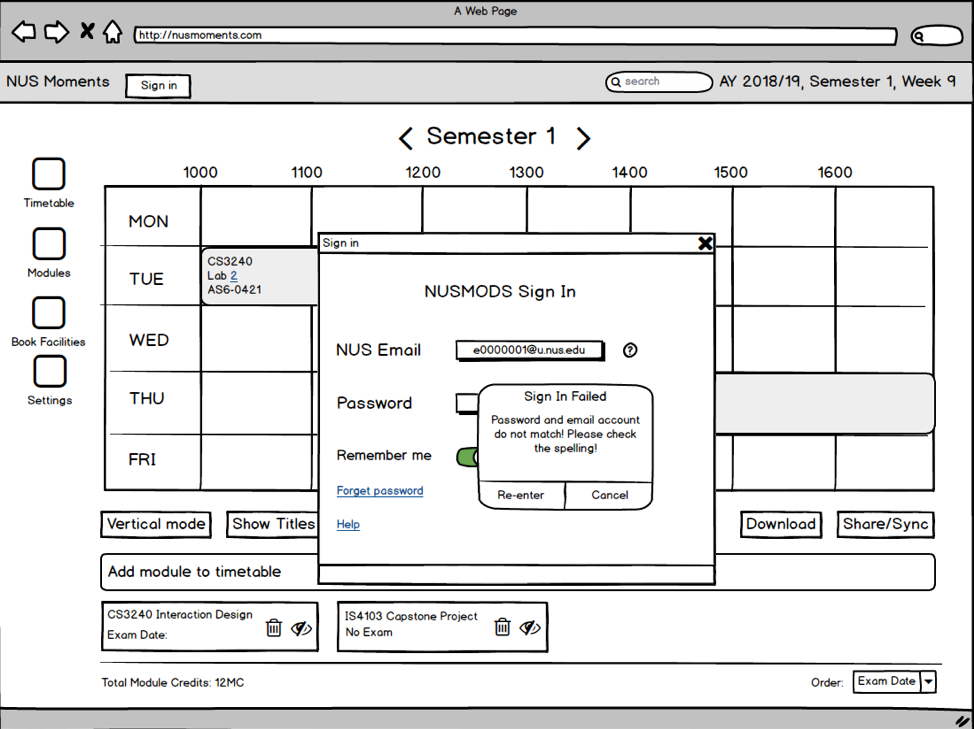 A Web Page
http://nusmoments.com
NUS Moments
Sign in
search
AY 2018/19, Semester 1, Week 9
Semester 1
1000 1100 1200 1300 1400 1500 1600
Timetable
Modules
Book Facilities
Settings
MON
TUE
WED
THU
FRI
CS3240
Lab 2
AS6-0421
Sign in
NUSMODS Sign In
NUS Email
e0000001@u.nus.edu
?
Password
Remember me
Forget password
Help
Sign In Failed
Password and email account
do not match! Please check
the spelling!
Re-enter
Cancel
Vertical mode
Show Titles
Download
Share/Sync
Add module to timetable
CS3240 Interaction Design
Exam Date:
IS4103 Capstone Project
No Exam
Total Module Credits: 12MC
Order:
Exam Date